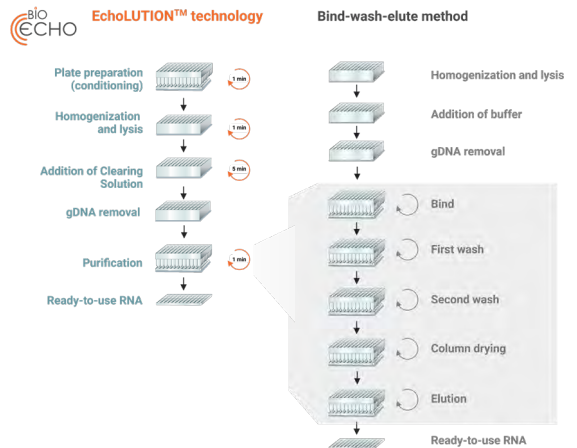 BIO
ECHO
EchoLUTION™ technology
Bind-wash-elute method
Plate preparation
(conditioning)
1 min
Homogenization
and lysis
1 min
Addition of Clearing
Solution
5 min
gDNA removal
Purification
1 min
Ready-to-use RNA
Homogenization and lysis
Addition of buffer
gDNA removal
Bind
First wash
Second wash
Column drying
Elution
Ready-to-use RNA